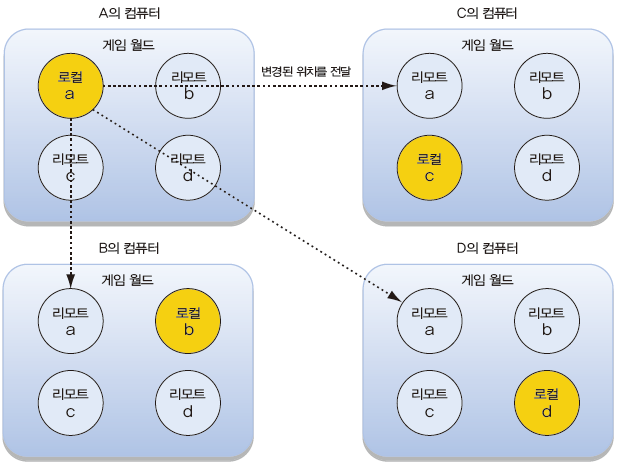 A의 컴퓨터
게임 월드
로컬
a
리모트
b
리모트
c
리모트
d
변경된 위치를 전달
C의 컴퓨터
게임 월드
리모트
a
리모트
b
로컬
c
리모트
d
B의 컴퓨터
게임 월드
리모트
a
로컬
b
리모트
c
리모트
d
D의 컴퓨터
게임 월드
리모트
a
리모트
b
리모트
c
로컬
d